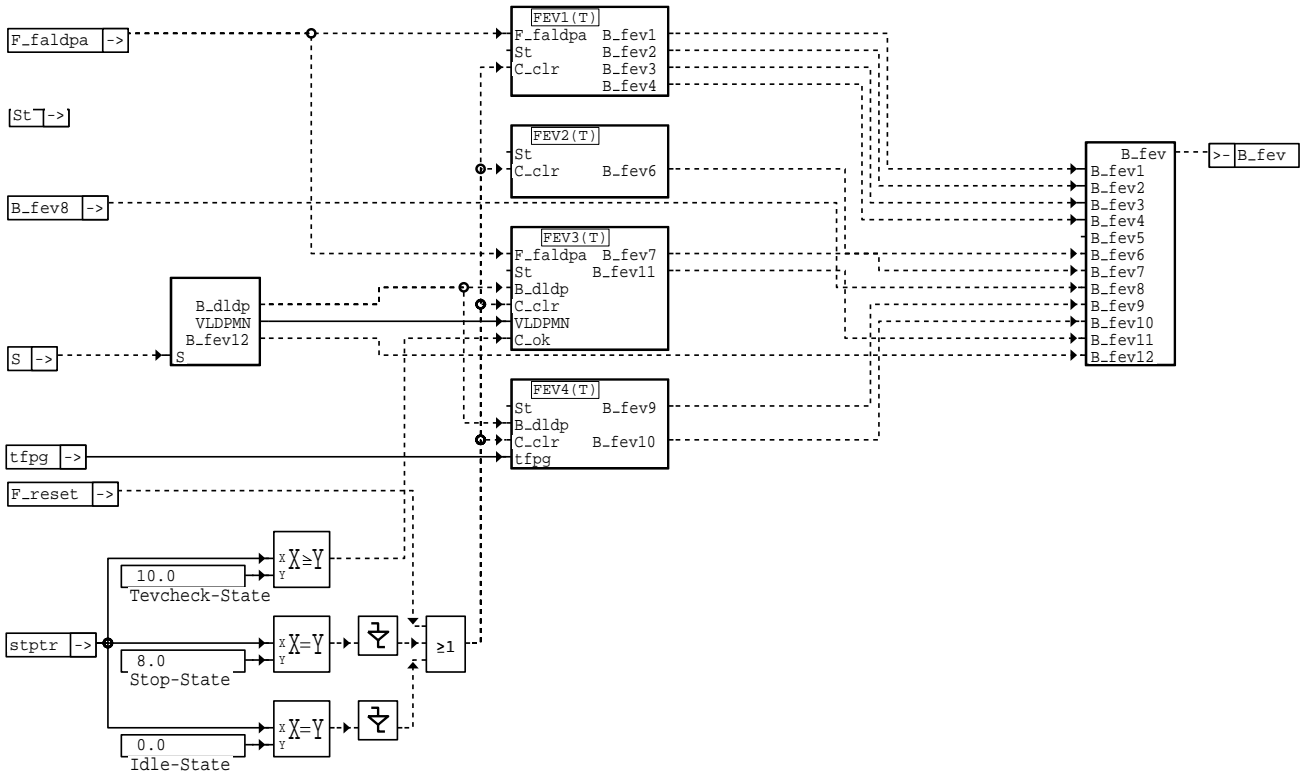 F_faldpa ->
St ->
B_fev8 ->
S ->
B_dldp
VLDPMN
B_fev12
S
tfpg ->
F_reset ->
stptr ->
10.0
Tevcheck-State
X X≥Y
Y
8.0
Stop-State
X X=Y
Y
0.0
Idle-State
X X=Y
Y
≥1
FEV1(T)
F_faldpa B_fev1
St B_fev2
C_clr B_fev3
B_fev4
FEV2(T)
St
C_clr B_fev6
FEV3(T)
F_faldpa B_fev7
St B_fev11
B_dldp
C_clr
VLDPMN
C_ok
FEV4(T)
St B_fev9
B_dldp
C_clr B_fev10
tfpg
B_fev
B_fev1
B_fev2
B_fev3
B_fev4
B_fev5
B_fev6
B_fev7
B_fev8
B_fev9
B_fev10
B_fev11
B_fev12
>- B_fev